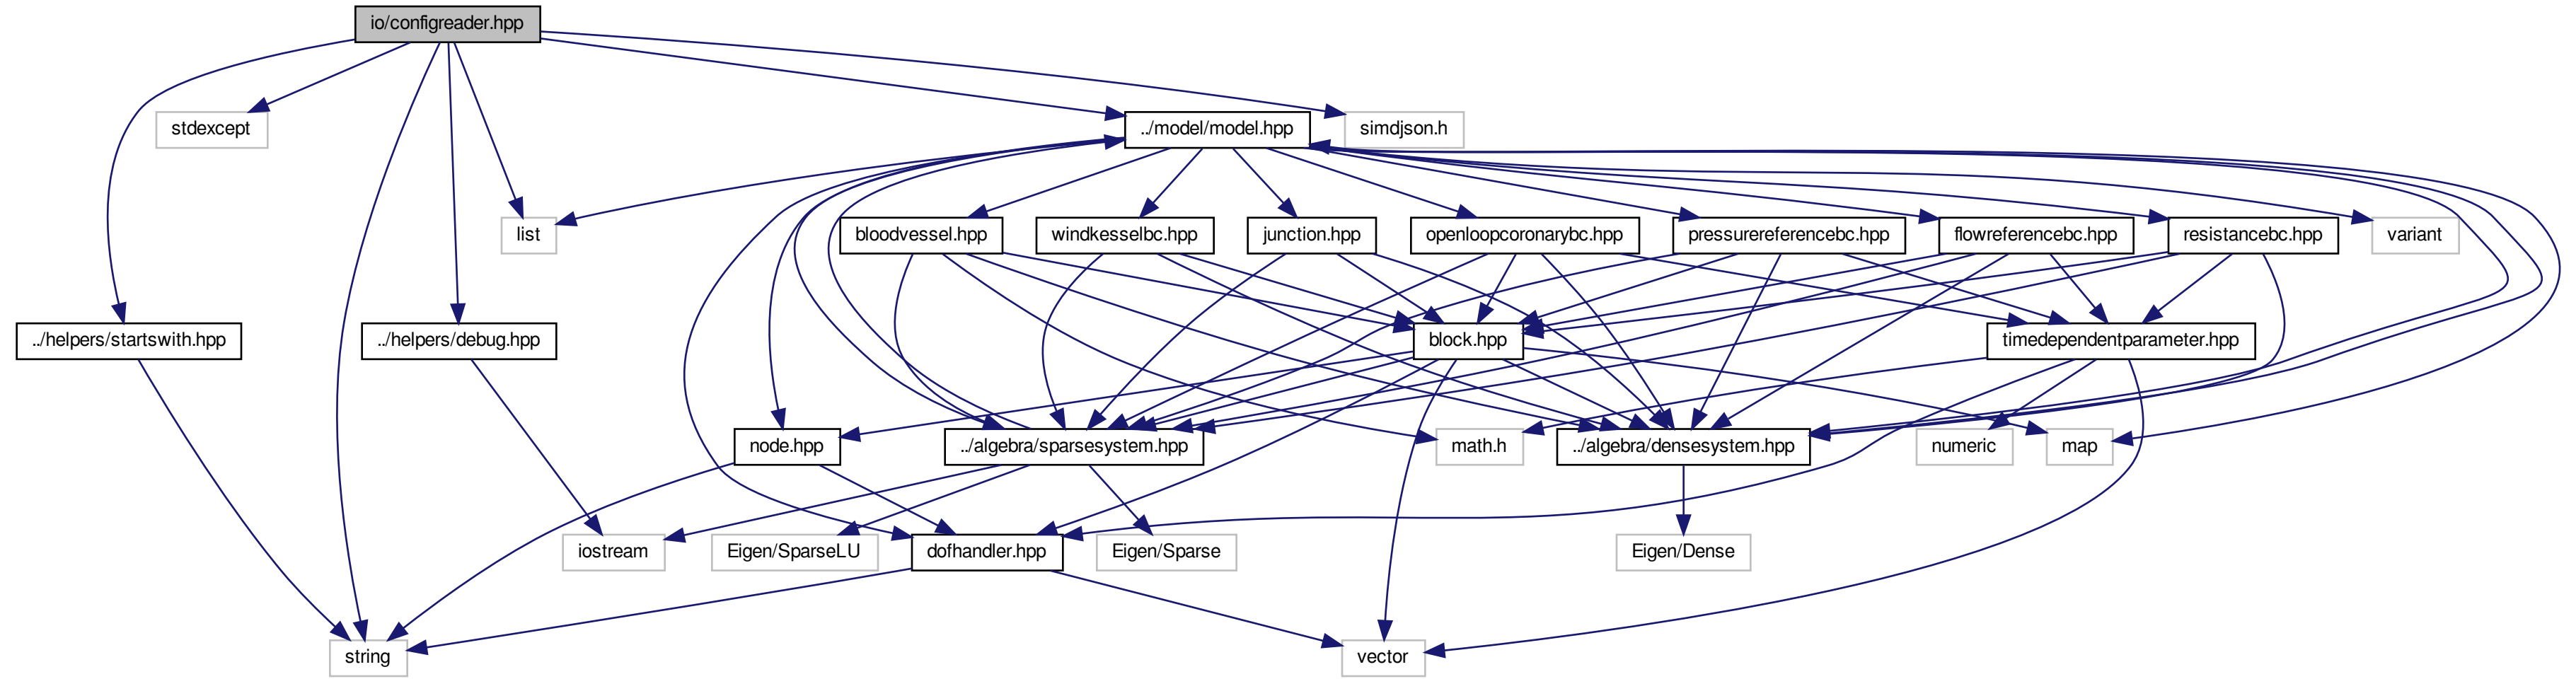 io/configreader.hpp
stdexcept
../model/model.hpp
simdjson.h
list
bloodvessel.hpp
windkesselbc.hpp
junction.hpp
openloopcoronarybc.hpp
pressurereferencebc.hpp
flowreferencebc.hpp
resistancebc.hpp
variant
../helpers/startswith.hpp
../helpers/debug.hpp
block.hpp
timedependentparameter.hpp
node.hpp
../algebra/sparsesystem.hpp
math.h
../algebra/densesystem.hpp
numeric
map
iostream
Eigen/SparseLU
dofhandler.hpp
Eigen/Sparse
Eigen/Dense
string
vector